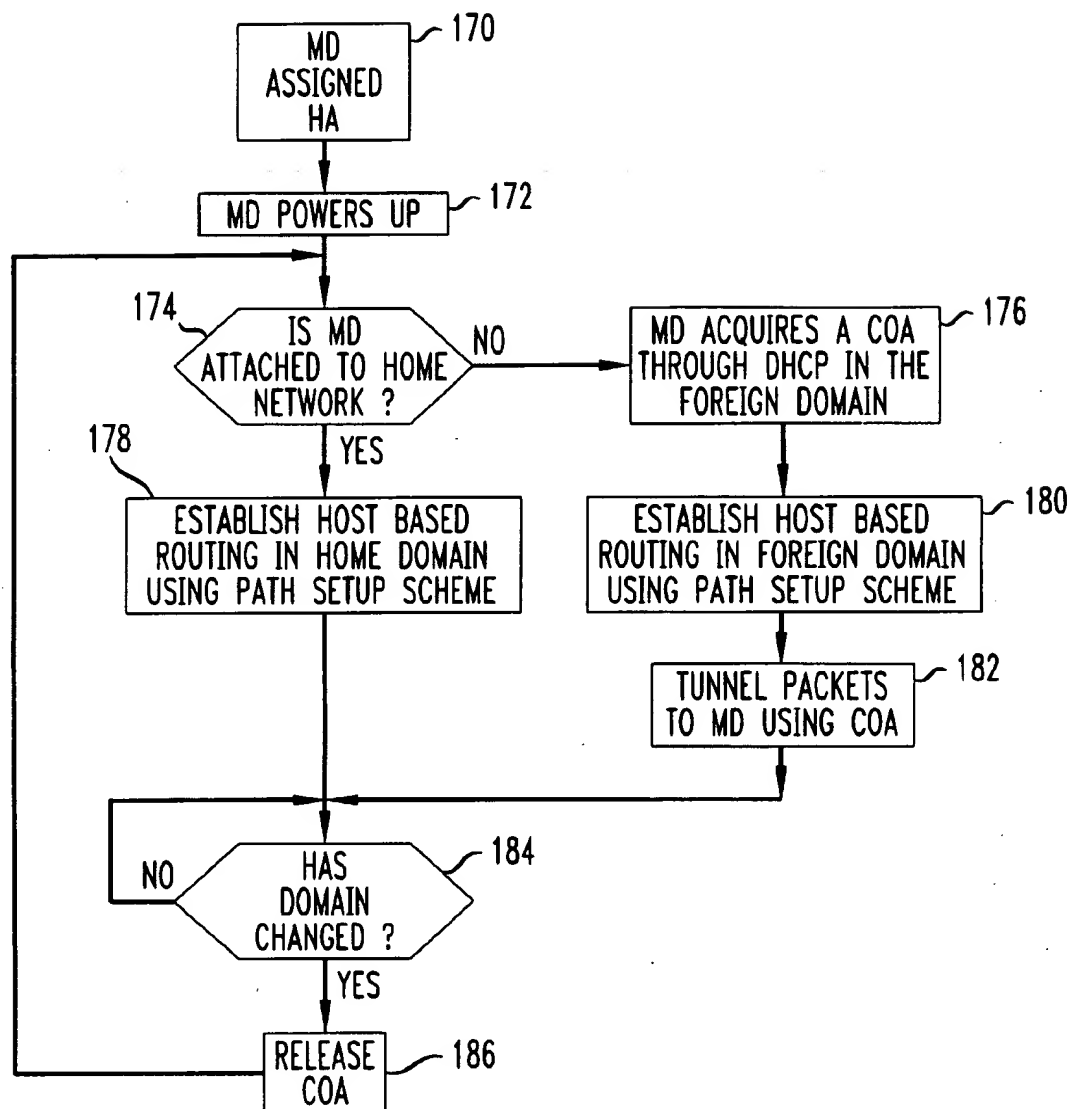 170
MD
ASSIGNED
HA
172
MD POWERS UP
174
IS MD
ATTACHED TO HOME
NETWORK ?
NO
YES
176
MD ACQUIRES A COA
THROUGH DHCP IN THE
FOREIGN DOMAIN
178
ESTABLISH HOST BASED
ROUTING IN HOME DOMAIN
USING PATH SETUP SCHEME
180
ESTABLISH HOST BASED
ROUTING IN FOREIGN DOMAIN
USING PATH SETUP SCHEME
182
TUNNEL PACKETS
TO MD USING COA
184
HAS
DOMAIN
CHANGED ?
NO
YES
RELEASE
COA
186